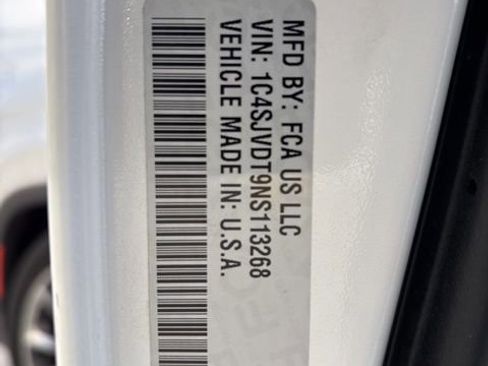 MFD BY: FCA US LLC
VIN: 1C4SJVDT9NS113268
VEHICLE MADE IN: U.S.A.